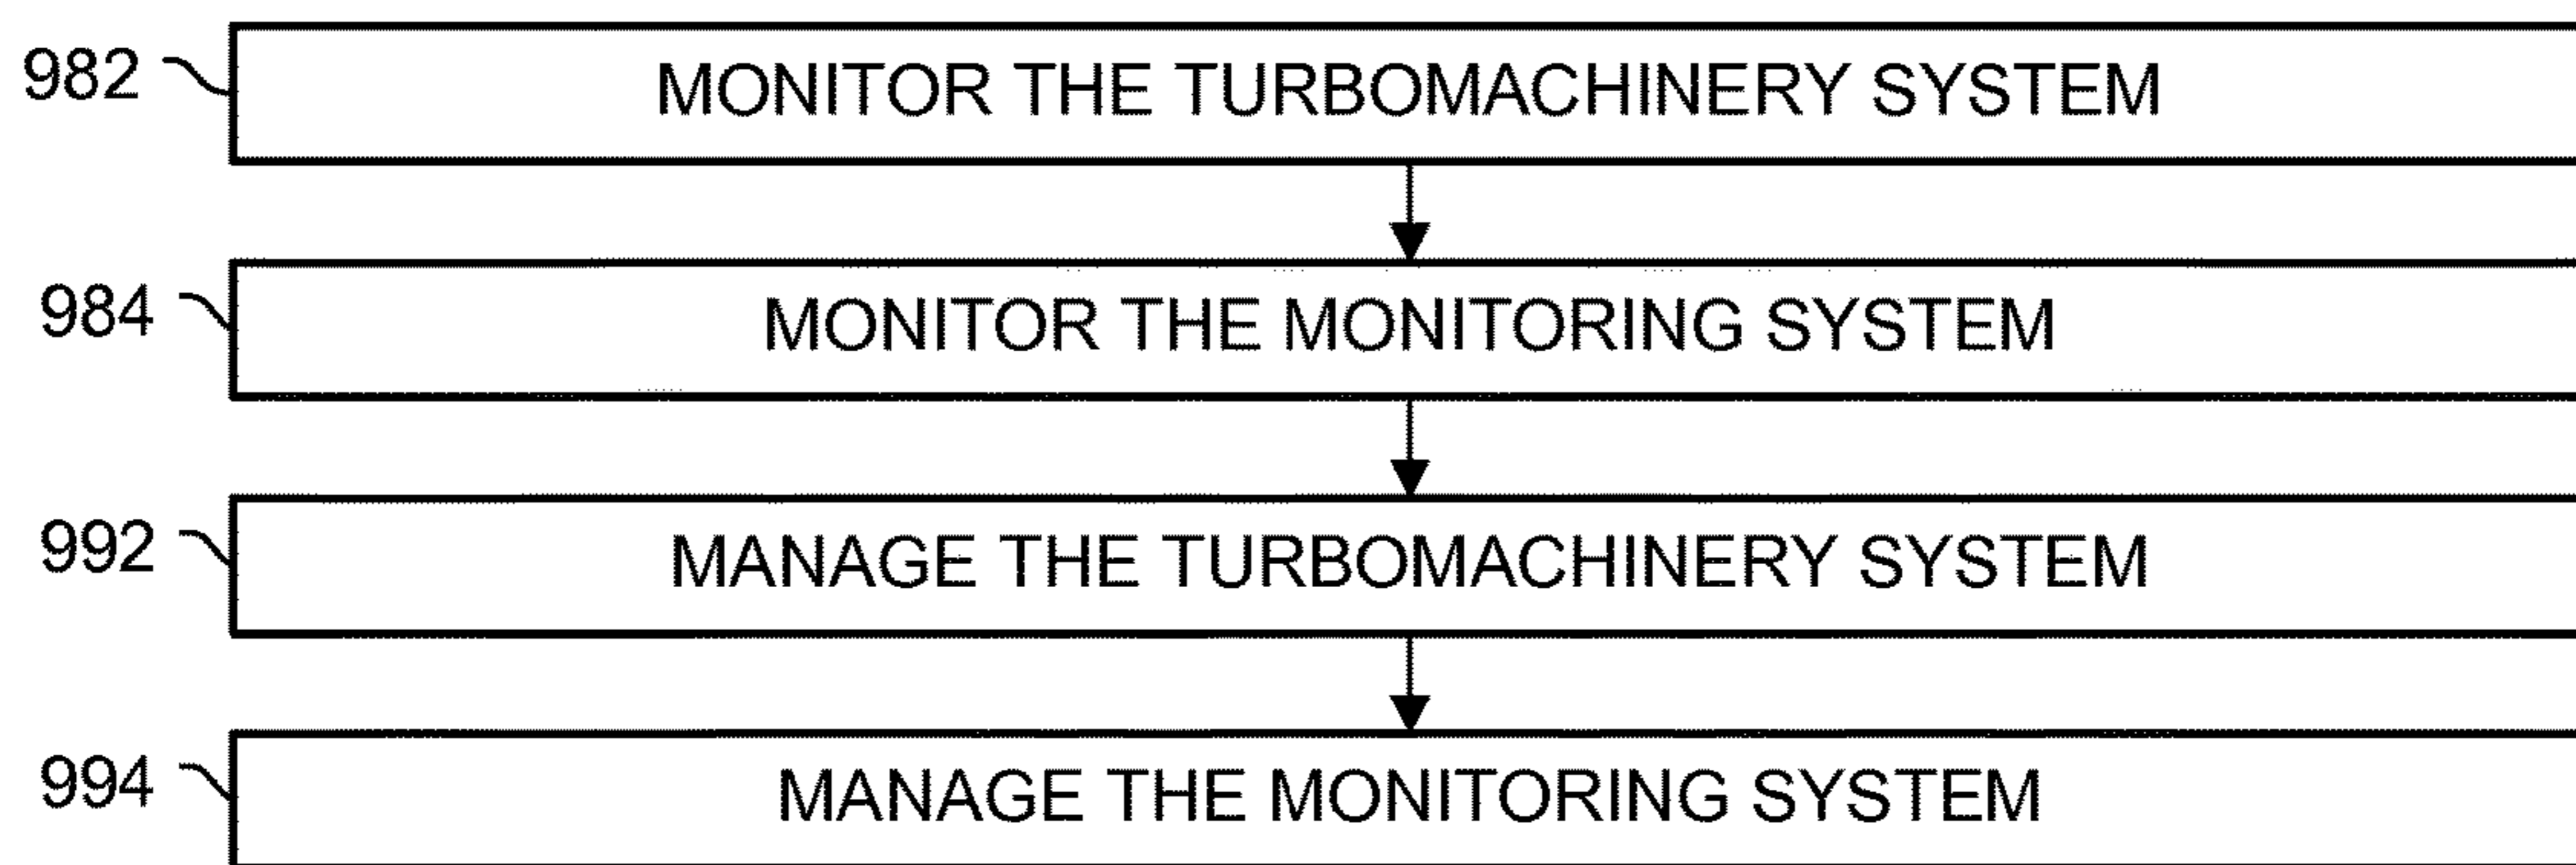 982 MONITOR THE TURBOMACHINERY SYSTEM
984 MONITOR THE MONITORING SYSTEM
992 MANAGE THE TURBOMACHINERY SYSTEM
994 MANAGE THE MONITORING SYSTEM